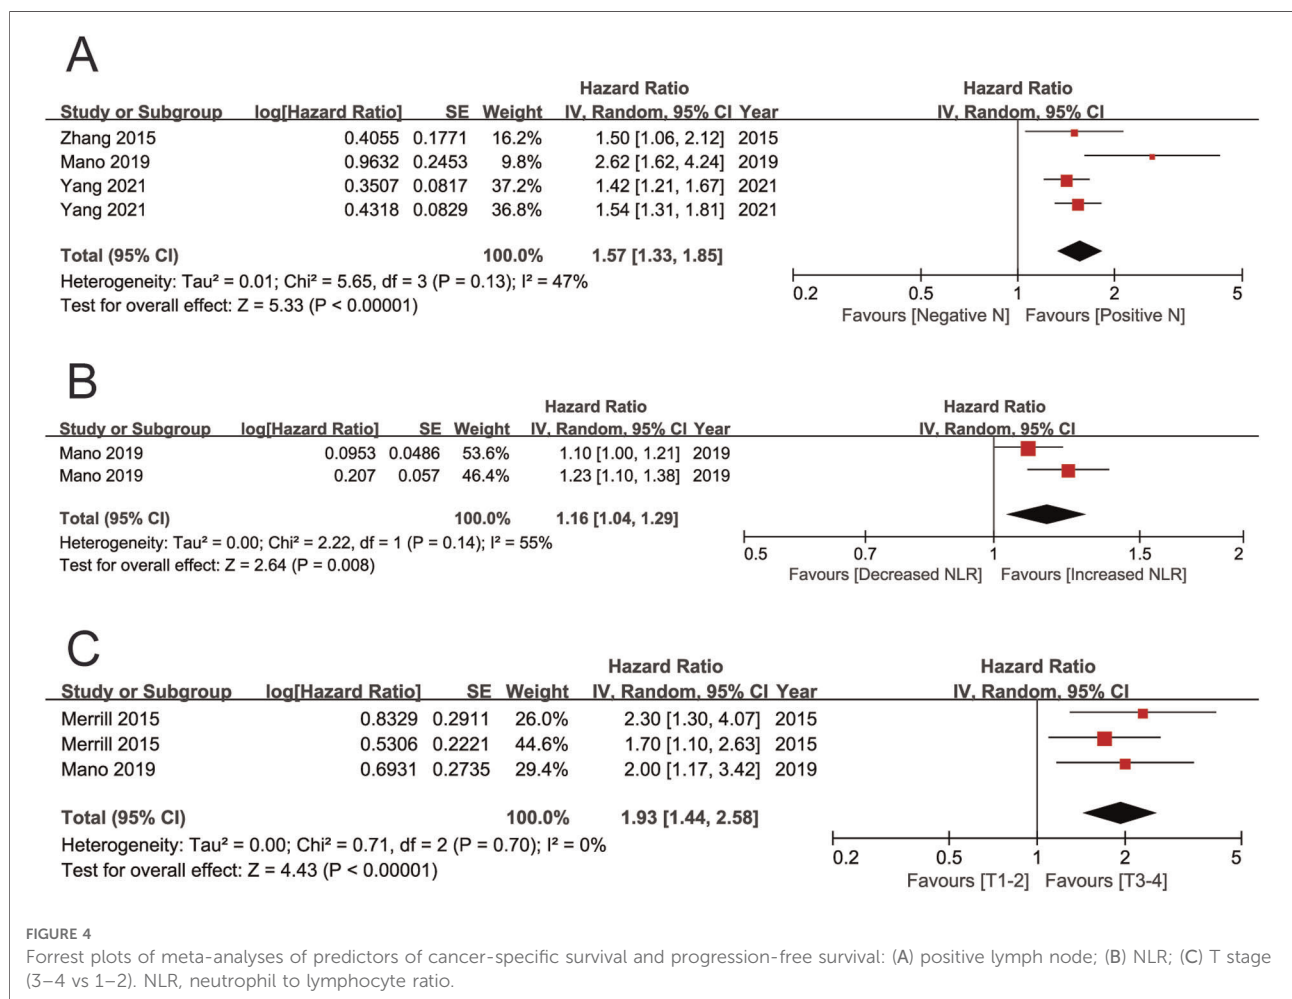 A
Hazard Ratio Hazard Ratio
Study or Subgroup log[Hazard Ratio] SE Weight IV, Random, 95% CI Year IV, Random, 95% CI
Zhang 2015 0.4055 0.1771 16.2% 1.50 [1.06, 2.12] 2015
Mano 2019 0.9632 0.2453 9.8% 2.62 [1.62, 4.24] 2019
Yang 2021 0.3507 0.0817 37.2% 1.42 [1.21, 1.67] 2021
Yang 2021 0.4318 0.0829 36.8% 1.54 [1.31, 1.81] 2021
Total (95% CI) 100.0% 1.57 [1.33, 1.85]
Heterogeneity: Tau² = 0.01; Chi² = 5.65, df = 3 (P = 0.13); I² = 47%
Test for overall effect: Z = 5.33 (P < 0.00001)
0.2 0.5 1 2 5
Favours [Negative N] Favours [Positive N]
B
Hazard Ratio Hazard Ratio
Study or Subgroup log[Hazard Ratio] SE Weight IV, Random, 95% CI Year IV, Random, 95% CI
Mano 2019 0.0953 0.0486 53.6% 1.10 [1.00, 1.21] 2019
Mano 2019 0.207 0.057 46.4% 1.23 [1.10, 1.38] 2019
Total (95% CI) 100.0% 1.16 [1.04, 1.29]
Heterogeneity: Tau² = 0.00; Chi² = 2.22, df = 1 (P = 0.14); I² = 55%
Test for overall effect: Z = 2.64 (P = 0.008)
0.5 0.7 1 1.5 2
Favours [Decreased NLR] Favours [Increased NLR]
C
Hazard Ratio Hazard Ratio
Study or Subgroup log[Hazard Ratio] SE Weight IV, Random, 95% CI Year IV, Random, 95% CI
Merrill 2015 0.8329 0.2911 26.0% 2.30 [1.30, 4.07] 2015
Merrill 2015 0.5306 0.2221 44.6% 1.70 [1.10, 2.63] 2015
Mano 2019 0.6931 0.2735 29.4% 2.00 [1.17, 3.42] 2019
Total (95% CI) 100.0% 1.93 [1.44, 2.58]
Heterogeneity: Tau² = 0.00; Chi² = 0.71, df = 2 (P = 0.70); I² = 0%
Test for overall effect: Z = 4.43 (P < 0.00001)
0.2 0.5 1 2 5
Favours [T1-2] Favours [T3-4]
FIGURE 4
Forrest plots of meta-analyses of predictors of cancer-specific survival and progression-free survival: (A) positive lymph node; (B) NLR; (C) T stage
(3–4 vs 1–2). NLR, neutrophil to lymphocyte ratio.